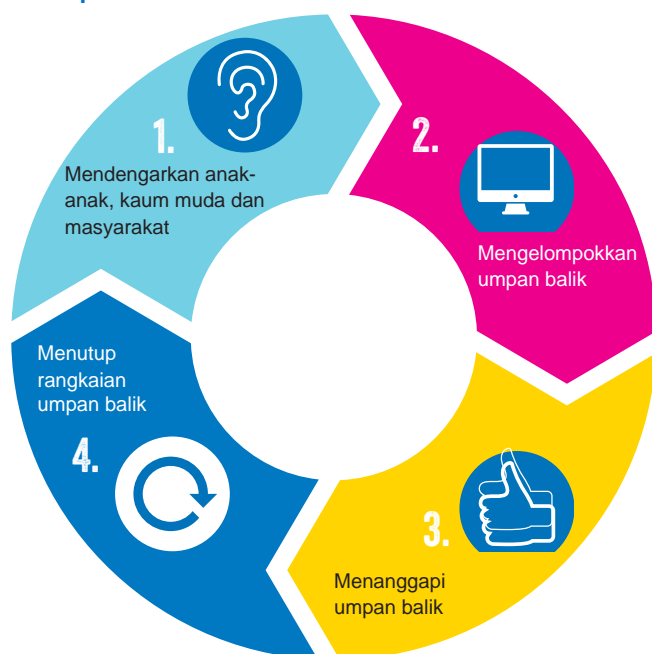 1.
Mendengarkan anak-
anak, kaum muda dan
masyarakat
2.
Mengelompokkan
umpan balik
3.
Menanggapi
umpan balik
Menutup
rangkaian
umpan balik
4.